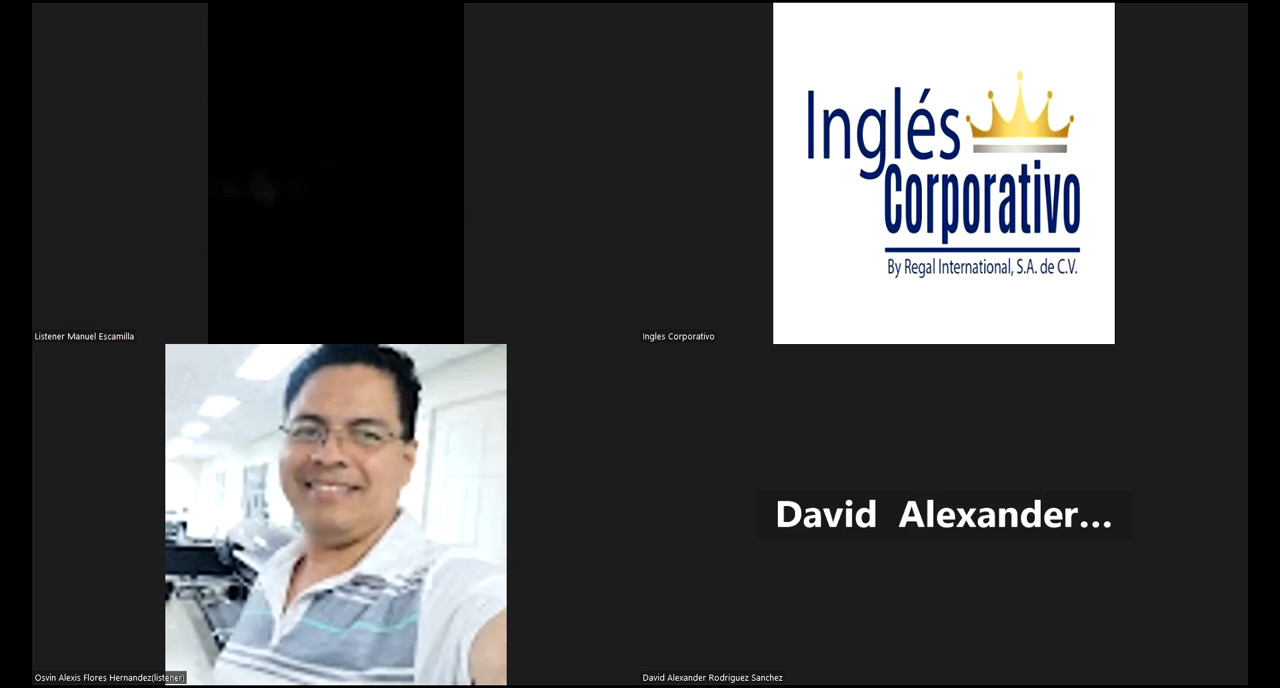 Inglés
Corporativo
By Regal International, S.A. de C.V.
Listener Manuel Escamilla
Ingles Corporativo
David Alexander...
Osvin Alexis Flores Hernandez(listener)
David Alexander Rodriguez Sanchez